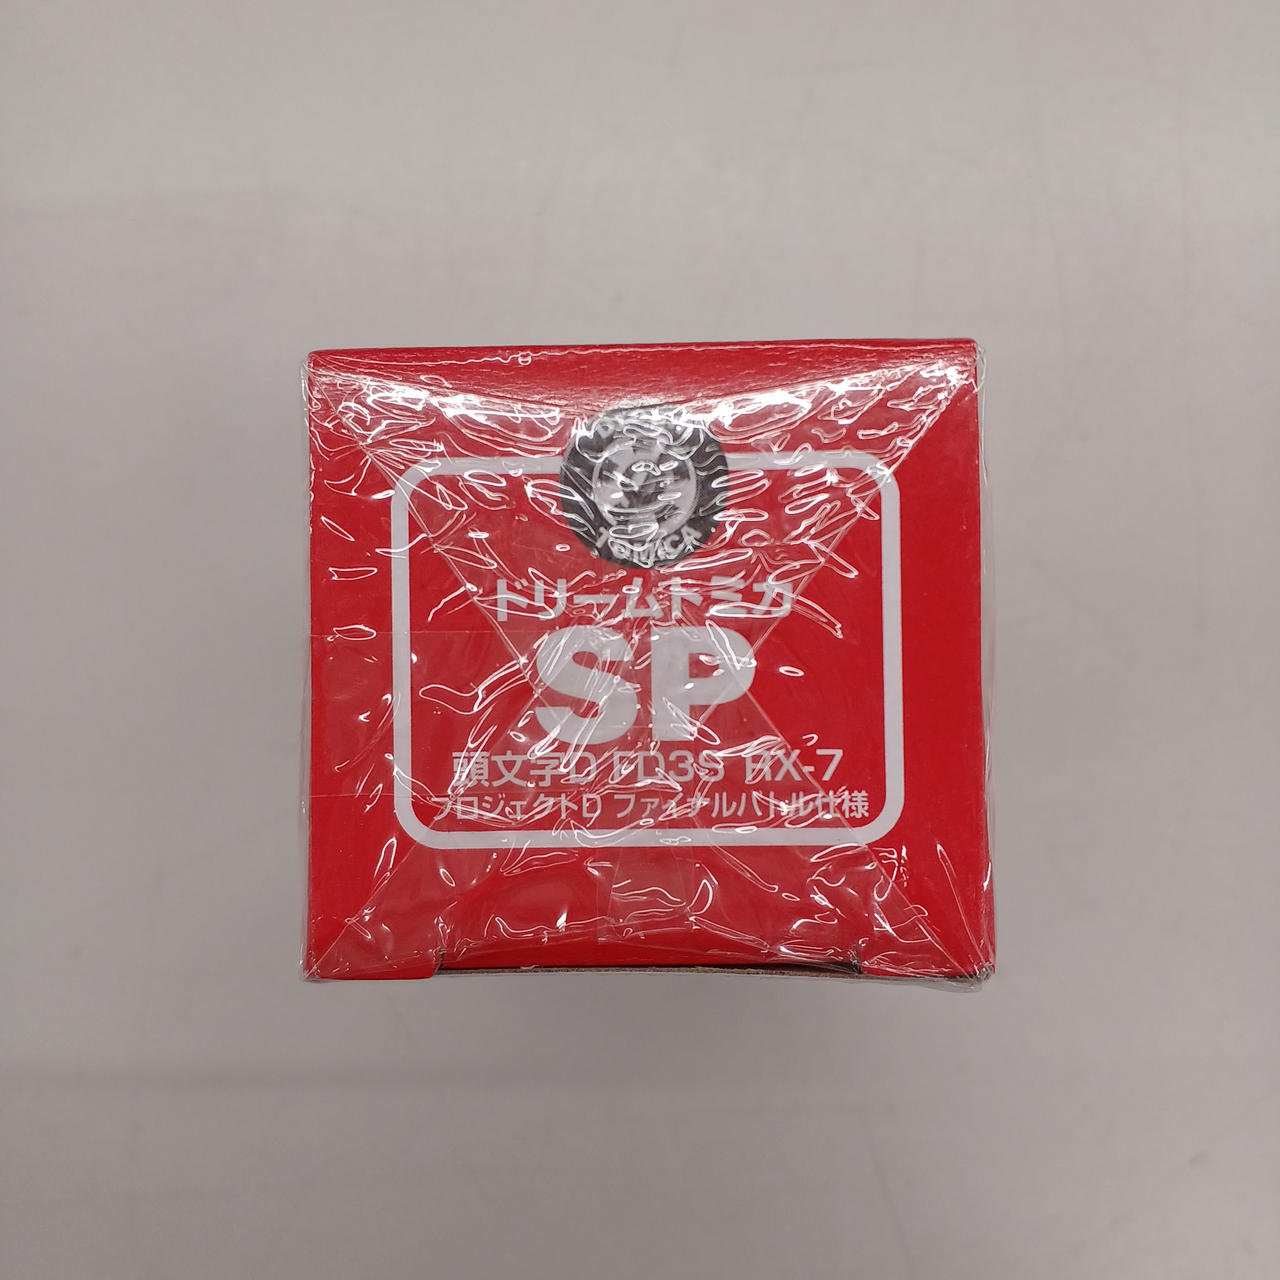 TOMICA
ドリームトミカ
SP
頭文字D FD3S RX-7
プロジェクトD ファイナルバトル仕様